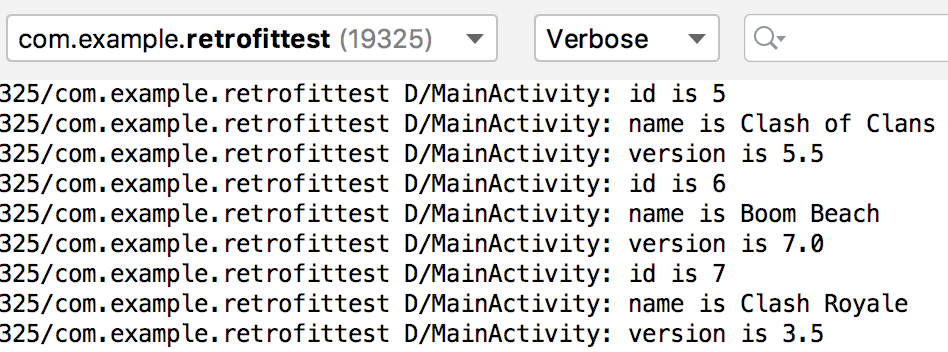 com.example.retrofittest (19325) Verbose
325/com.example.retrofittest D/MainActivity: id is 5
325/com.example.retrofittest D/MainActivity: name is Clash of Clans
325/com.example.retrofittest D/MainActivity: version is 5.5
325/com.example.retrofittest D/MainActivity: id is 6
325/com.example.retrofittest D/MainActivity: name is Boom Beach
325/com.example.retrofittest D/MainActivity: version is 7.0
325/com.example.retrofittest D/MainActivity: id is 7
325/com.example.retrofittest D/MainActivity: name is Clash Royale
325/com.example.retrofittest D/MainActivity: version is 3.5